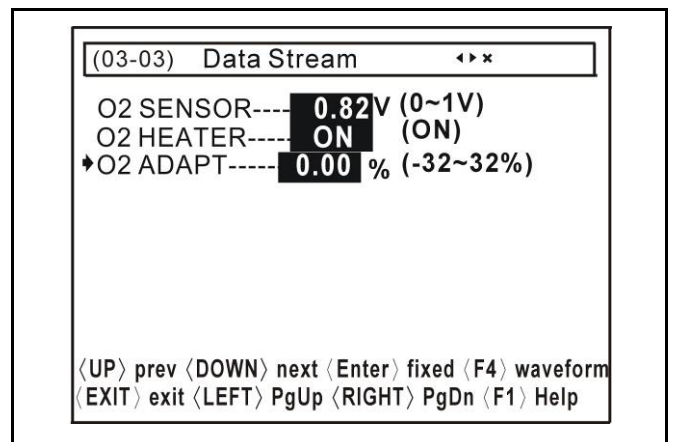 (03-03) Data Stream ◂▸×
O2 SENSOR---- 0.82V (0~1V)
O2 HEATER----- ON (ON)
➧O2 ADAPT----- 0.00 % (-32~32%)
〈UP〉 prev 〈DOWN〉 next 〈Enter〉 fixed 〈F4〉 waveform
〈EXIT〉 exit 〈LEFT〉 PgUp 〈RIGHT〉 PgDn 〈F1〉 Help